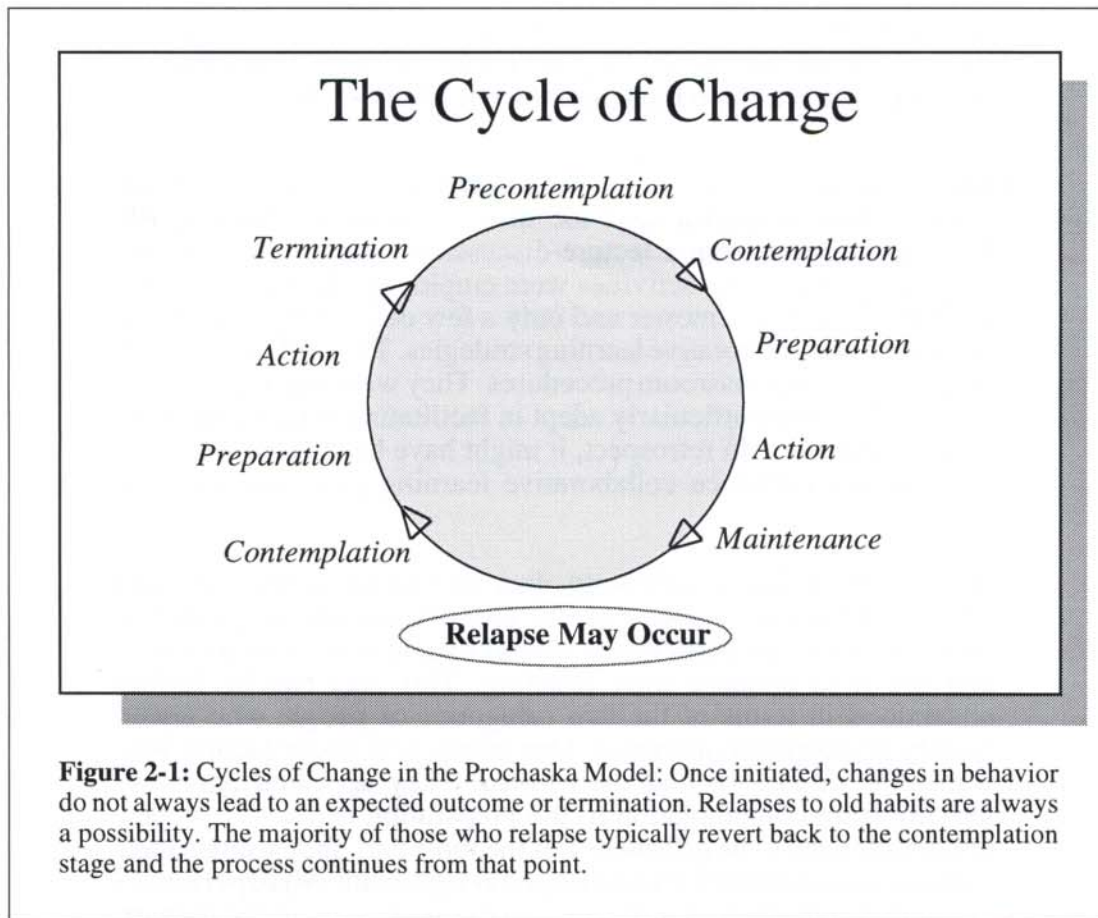 The Cycle of Change
Precontemplation
Contemplation
Preparation
Action
Maintenance
Relapse May Occur
Contemplation
Preparation
Action
Termination
Figure 2-1: Cycles of Change in the Prochaska Model: Once initiated, changes in behavior
do not always lead to an expected outcome or termination. Relapses to old habits are always
a possibility. The majority of those who relapse typically revert back to the contemplation
stage and the process continues from that point.